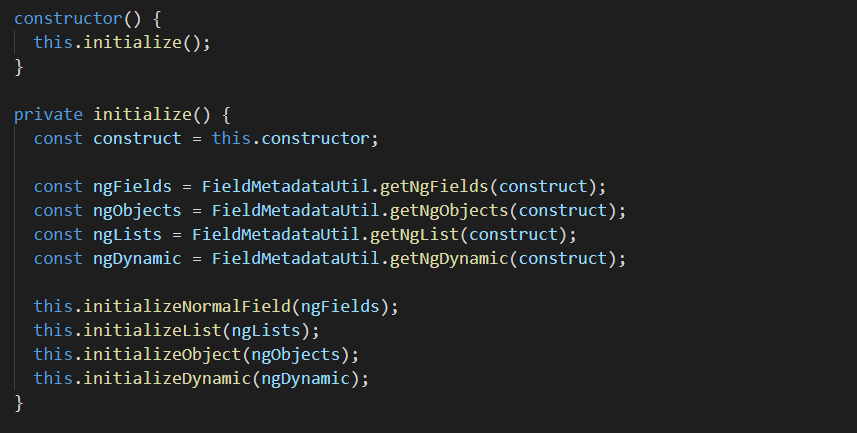 constructor() {
  this.initialize();
}
private initialize() {
  const construct = this.constructor;
  const ngFields = FieldMetadataUtil.getNgFields(construct);
  const ngObjects = FieldMetadataUtil.getNgObjects(construct);
  const ngLists = FieldMetadataUtil.getNgList(construct);
  const ngDynamic = FieldMetadataUtil.getNgDynamic(construct);
  this.initializeNormalField(ngFields);
  this.initializeList(ngLists);
  this.initializeObject(ngObjects);
  this.initializeDynamic(ngDynamic);
}